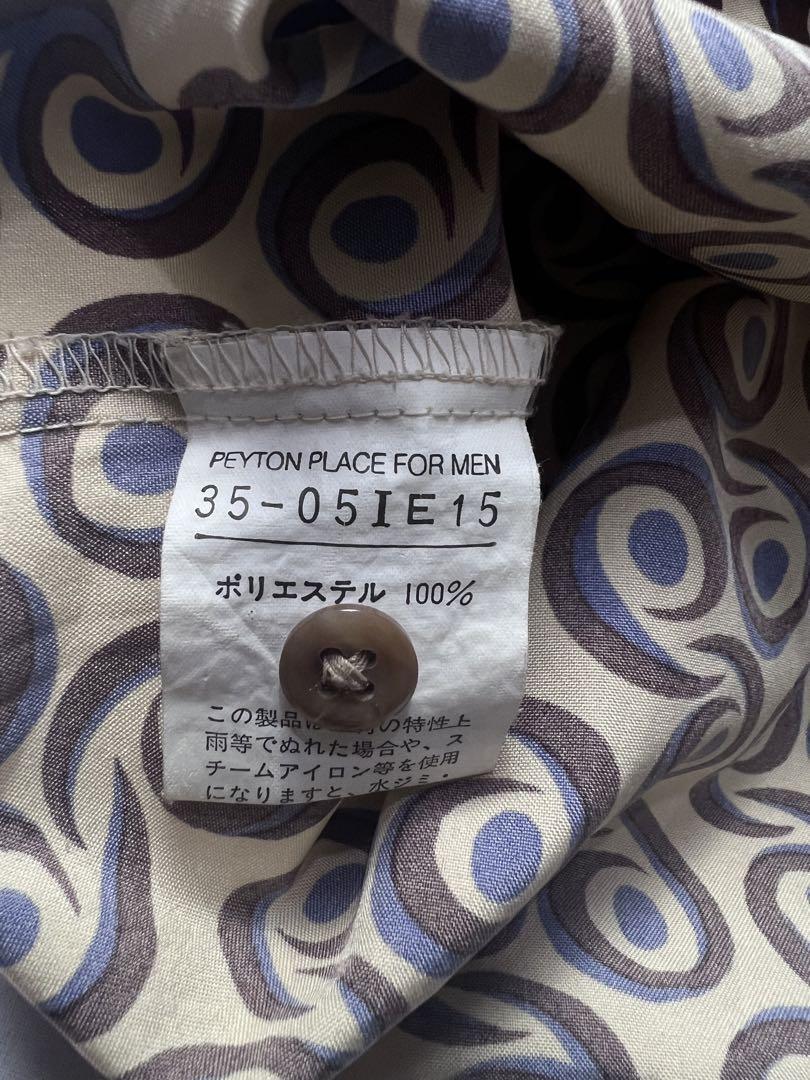 PEYTON PLACE FOR MEN
35-05IE15
ポリエステル 100%
この製品は の特性上
雨等でぬれた場合や、ス
チームアイロン等を使用
になりますと、水ジミ・